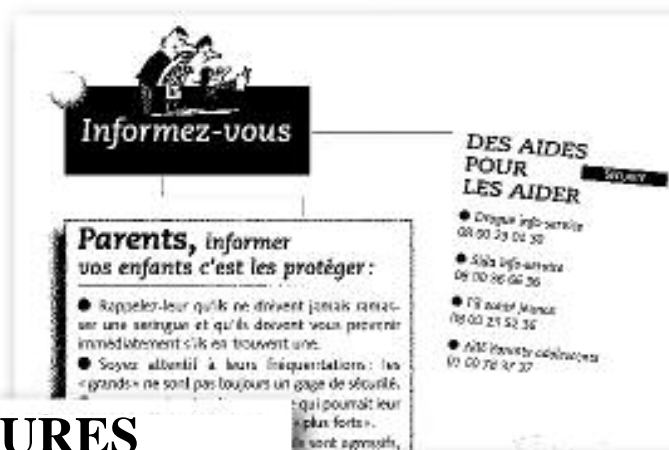 Informez-vous
Parents, informer
vos enfants c'est les protéger :
● Rappelez-leur qu'ils ne doivent jamais ramas-
ser une seringue et qu'ils doivent vous prévenir
immédiatement s'ils en trouvent une.
● Soyez attentif à leurs fréquentations : les
« grands » ne sont pas toujours un gage de sécurité.
qui pourrait leur
« plus forts ».
sont agressifs,
URES
DES AIDES
POUR
LES AIDER
● Drogue info-service
● Sida info-service
● Fil santé jeunes